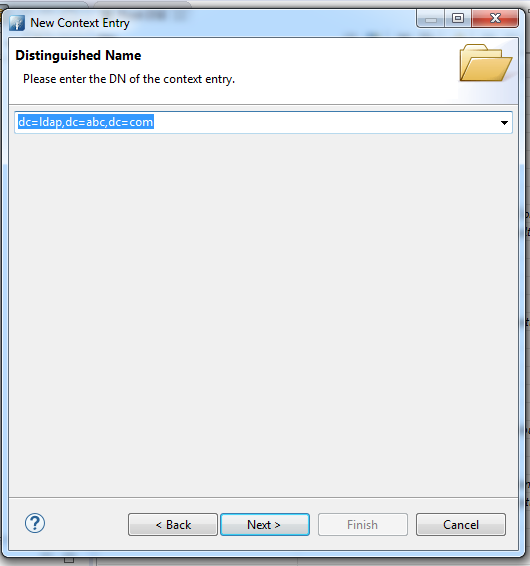 New Context Entry
Distinguished Name
Please enter the DN of the context entry.
dc=ldap,dc=abc,dc=com
?
< Back
Next >
Finish
Cancel